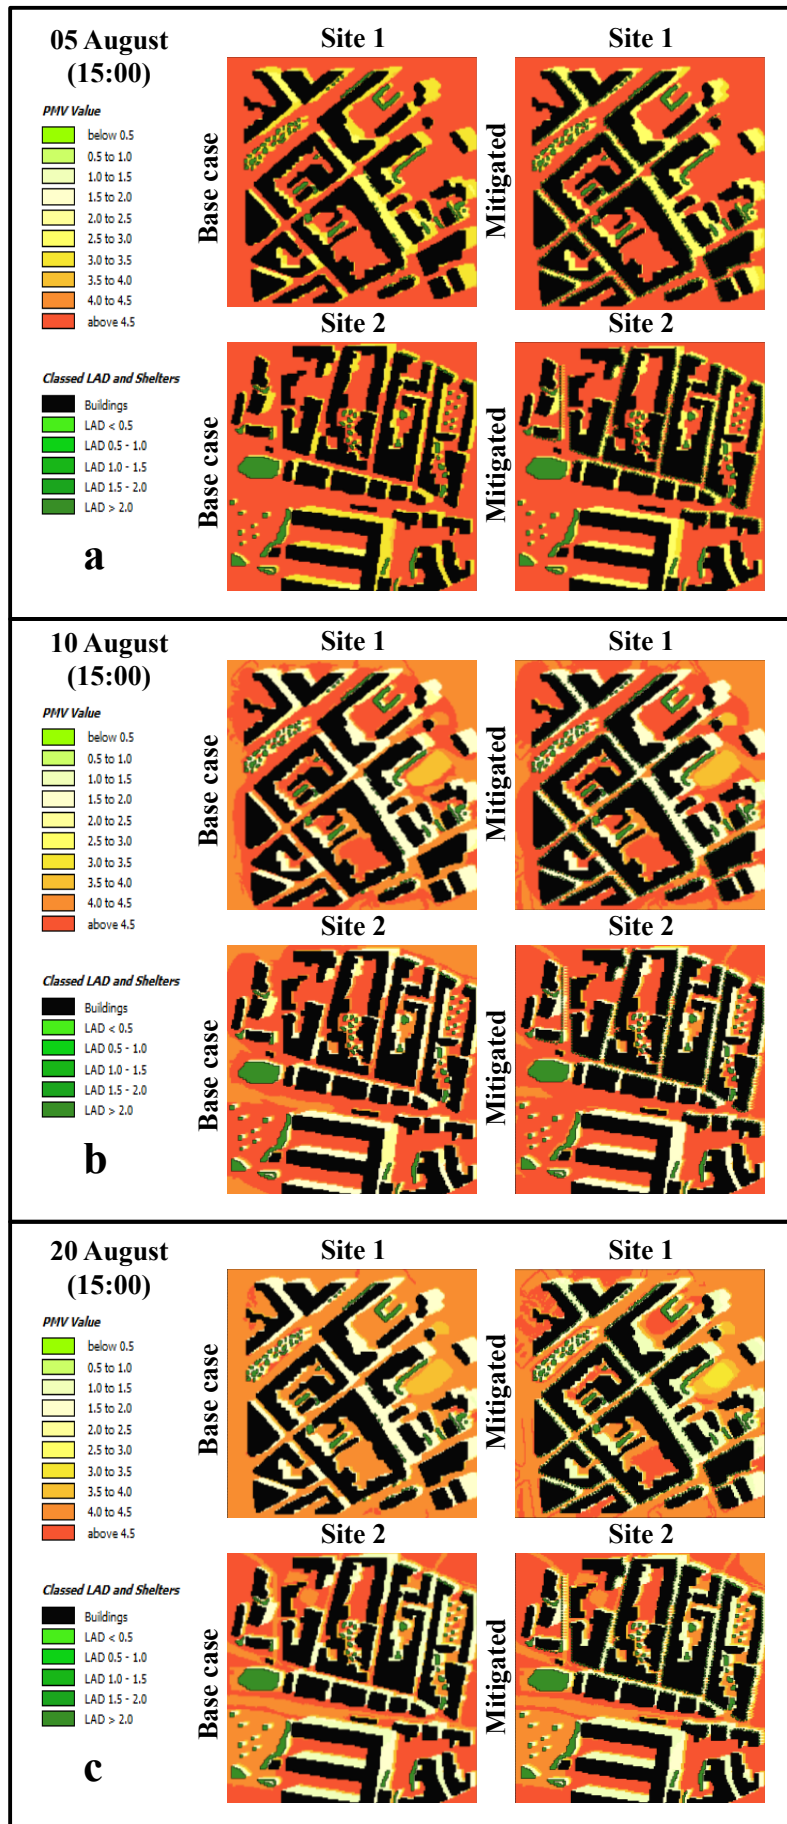 05 August
(15:00)
Site 1
Site 1
PMV Value
below 0.5
0.5 to 1.0
1.0 to 1.5
1.5 to 2.0
2.0 to 2.5
2.5 to 3.0
3.0 to 3.5
3.5 to 4.0
4.0 to 4.5
above 4.5
Base case
Mitigated
Site 2
Site 2
Classed LAD and Shelters
Buildings
LAD < 0.5
LAD 0.5 - 1.0
LAD 1.0 - 1.5
LAD 1.5 - 2.0
LAD > 2.0
Base case
Mitigated
a
10 August
(15:00)
Site 1
Site 1
PMV Value
below 0.5
0.5 to 1.0
1.0 to 1.5
1.5 to 2.0
2.0 to 2.5
2.5 to 3.0
3.0 to 3.5
3.5 to 4.0
4.0 to 4.5
above 4.5
Base case
Mitigated
Site 2
Site 2
Classed LAD and Shelters
Buildings
LAD < 0.5
LAD 0.5 - 1.0
LAD 1.0 - 1.5
LAD 1.5 - 2.0
LAD > 2.0
Base case
Mitigated
b
20 August
(15:00)
Site 1
Site 1
PMV Value
below 0.5
0.5 to 1.0
1.0 to 1.5
1.5 to 2.0
2.0 to 2.5
2.5 to 3.0
3.0 to 3.5
3.5 to 4.0
4.0 to 4.5
above 4.5
Base case
Mitigated
Site 2
Site 2
Classed LAD and Shelters
Buildings
LAD < 0.5
LAD 0.5 - 1.0
LAD 1.0 - 1.5
LAD 1.5 - 2.0
LAD > 2.0
Base case
Mitigated
c